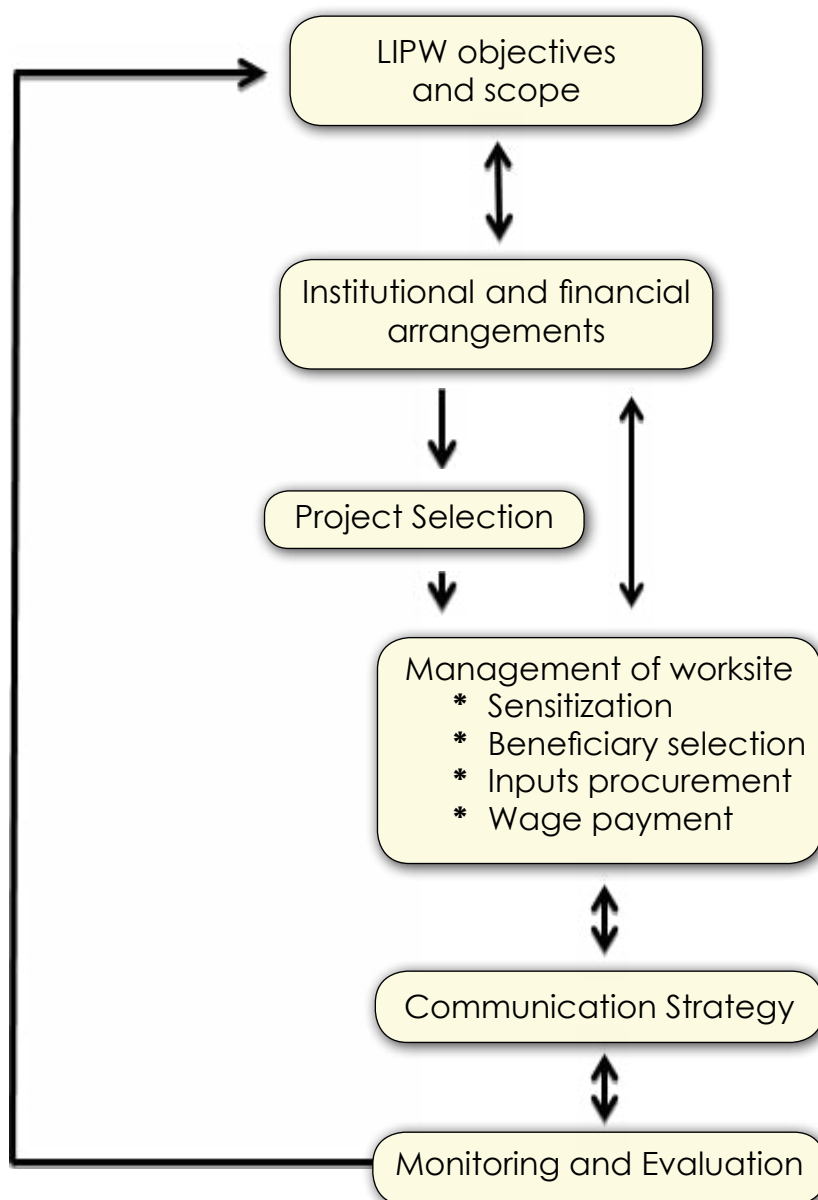 LIPW objectives
and scope
Institutional and financial
arrangements
Project Selection
Management of worksite
* Sensitization
* Beneficiary selection
* Inputs procurement
* Wage payment
Communication Strategy
Monitoring and Evaluation